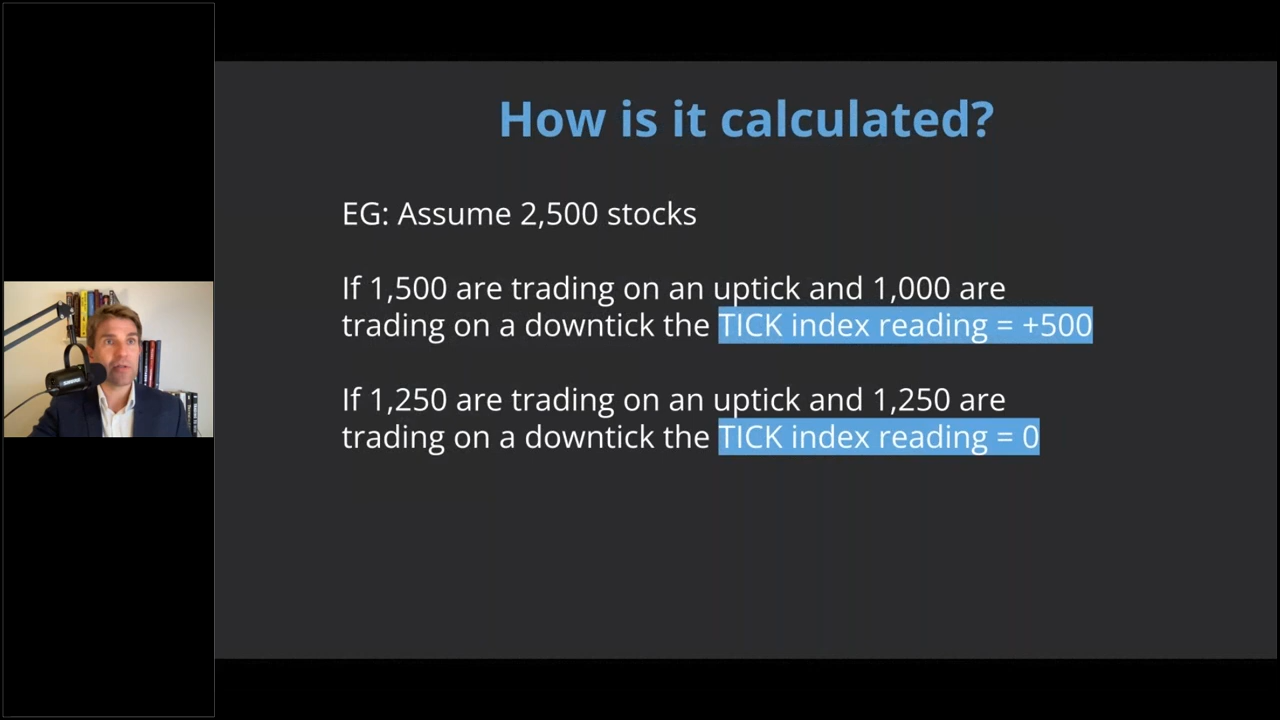 How is it calculated?
EG: Assume 2,500 stocks
If 1,500 are trading on an uptick and 1,000 are
trading on a downtick the TICK index reading = +500
If 1,250 are trading on an uptick and 1,250 are
trading on a downtick the TICK index reading = 0